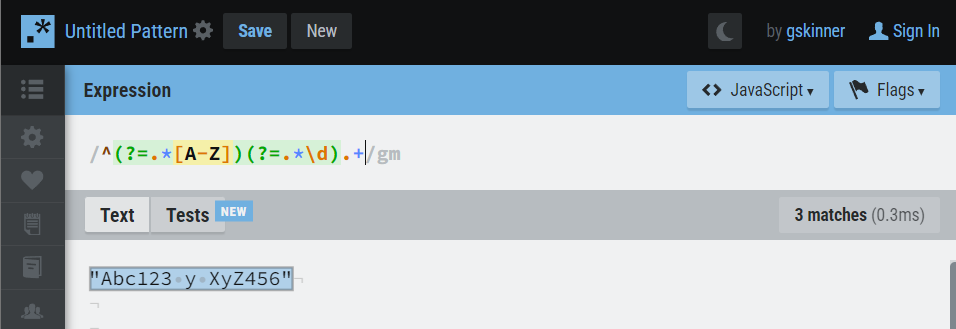 .* Untitled Pattern Save New by gskinner Sign In
Expression <> JavaScript ▾ Flags ▾
/^(?=.*[A-Z])(?=.*\d).+/gm
Text Tests NEW 3 matches (0.3ms)
"Abc123·y·XyZ456"¬
¬